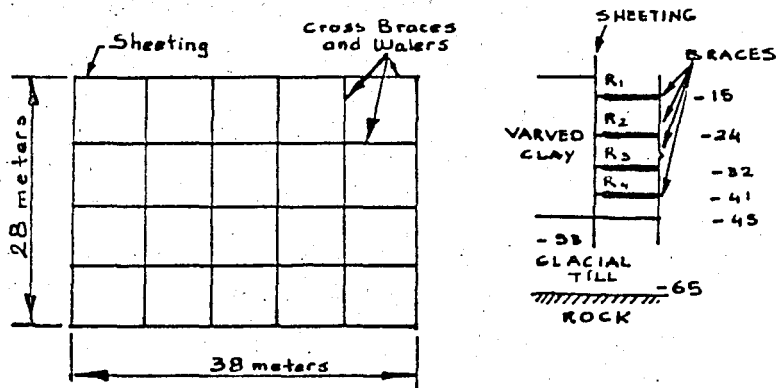 Sheeting
Cross Braces
and Walers
28 meters
38 meters
SHEETING
BRACES
R1
-15
R2
-24
VARVED
CLAY
R3
-32
R4
-41
-45
-53
GLACIAL
TILL
-65
ROCK